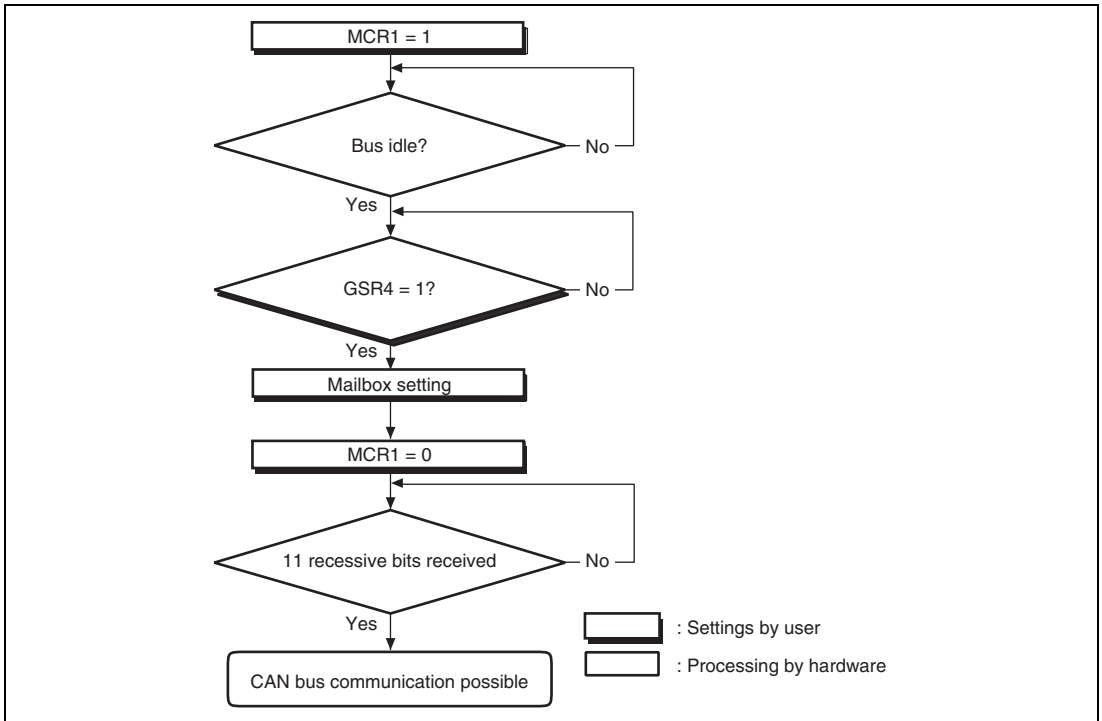 MCR1 = 1
Bus idle?
No
Yes
GSR4 = 1?
No
Yes
Mailbox setting
MCR1 = 0
11 recessive bits received
No
Yes
CAN bus communication possible
: Settings by user
: Processing by hardware